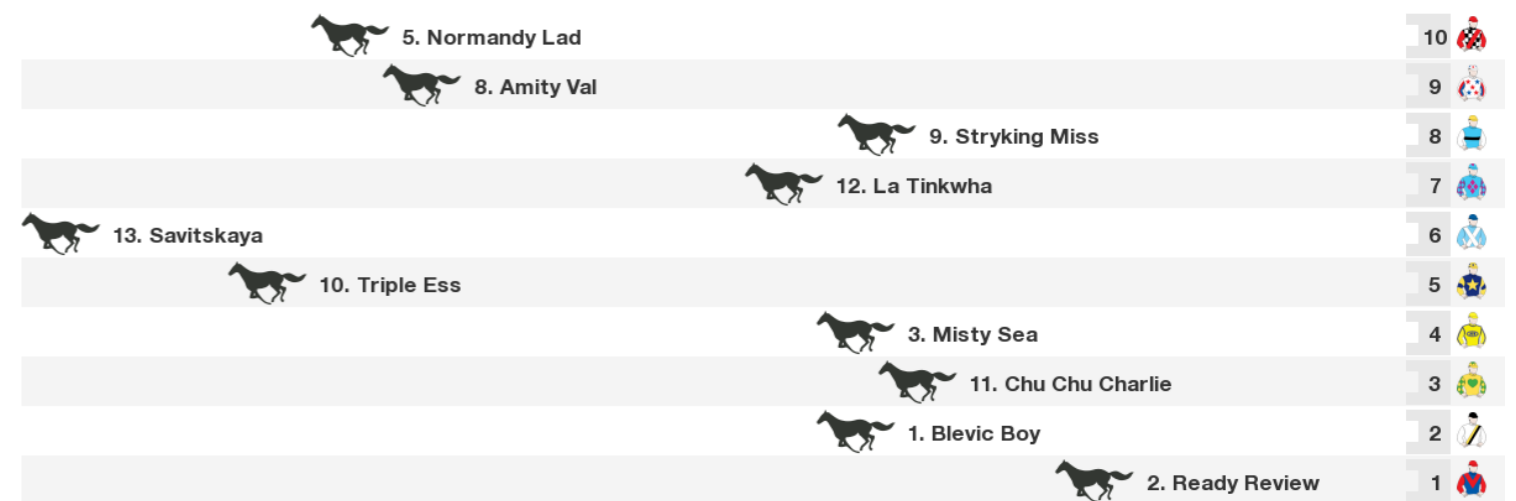 5. Normandy Lad 10
8. Amity Val 9
9. Stryking Miss 8
12. La Tinkwha 7
13. Savitskaya 6
10. Triple Ess 5
3. Misty Sea 4
11. Chu Chu Charlie 3
1. Blevic Boy 2
2. Ready Review 1